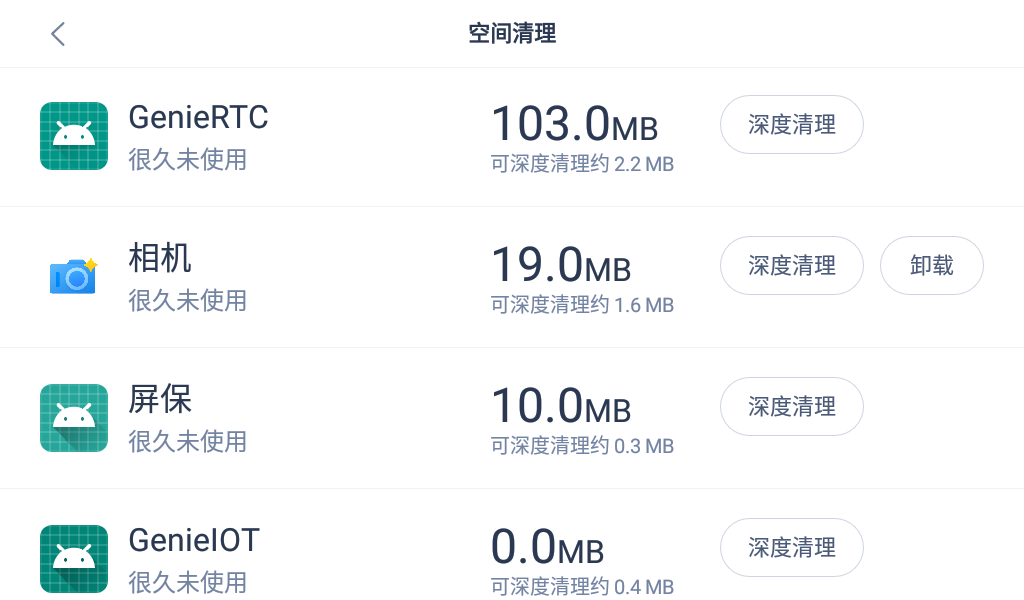 空间清理
GenieRTC
很久未使用
103.0MB
可深度清理约 2.2 MB
深度清理
相机
很久未使用
19.0MB
可深度清理约 1.6 MB
深度清理
卸载
屏保
很久未使用
10.0MB
可深度清理约 0.3 MB
深度清理
GenieIOT
很久未使用
0.0MB
可深度清理约 0.4 MB
深度清理